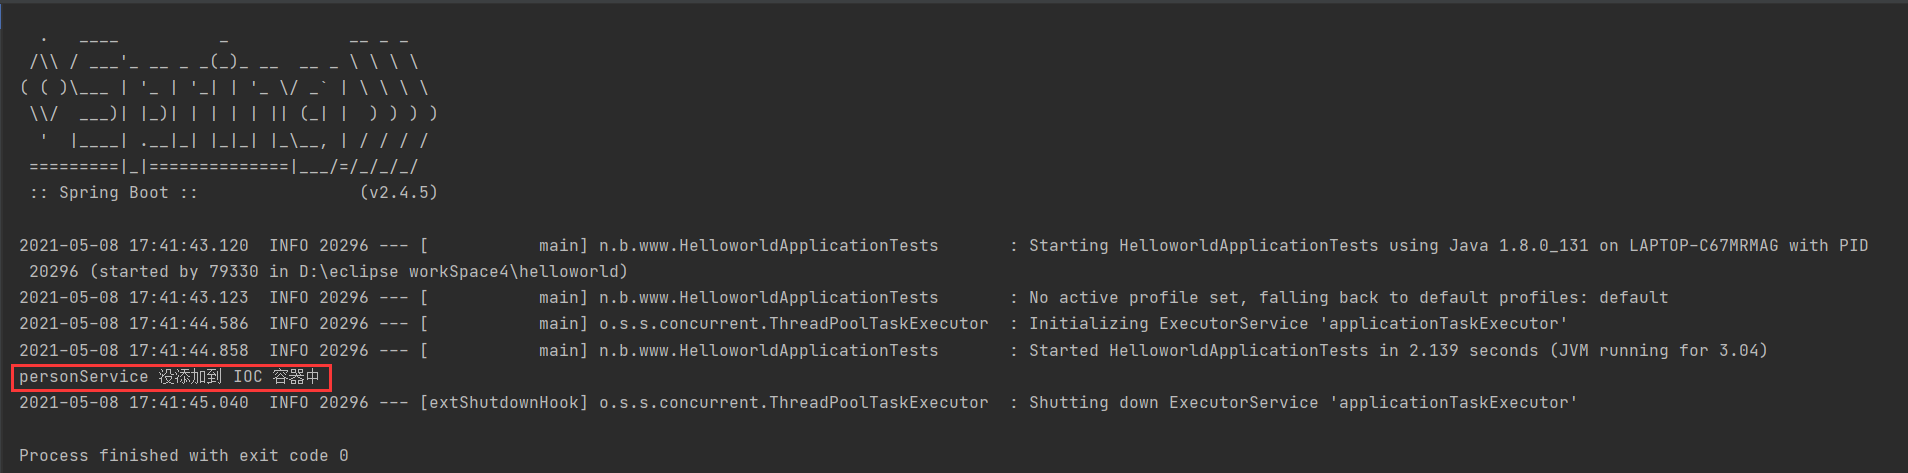 .   ____          _            __ _ _
 /\\ / ___'_ __ _ _(_)_ __  __ _ \ \ \ \
( ( )\___ | '_ | '_| | '_ \/ _` | \ \ \ \
 \\/  ___)| |_)| | | | | || (_| |  ) ) ) )
  '  |____| .__|_| |_|_| |_\__, | / / / /
 =========|_|==============|___/=/_/_/_/
 :: Spring Boot ::                (v2.4.5)
2021-05-08 17:41:43.120  INFO 20296 --- [           main] n.b.www.HelloworldApplicationTests       : Starting HelloworldApplicationTests using Java 1.8.0_131 on LAPTOP-C67MRMAG with PID
 20296 (started by 79330 in D:\eclipse workSpace4\helloworld)
2021-05-08 17:41:43.123  INFO 20296 --- [           main] n.b.www.HelloworldApplicationTests       : No active profile set, falling back to default profiles: default
2021-05-08 17:41:44.586  INFO 20296 --- [           main] o.s.s.concurrent.ThreadPoolTaskExecutor  : Initializing ExecutorService 'applicationTaskExecutor'
2021-05-08 17:41:44.858  INFO 20296 --- [           main] n.b.www.HelloworldApplicationTests       : Started HelloworldApplicationTests in 2.139 seconds (JVM running for 3.04)
personService 没添加到 IOC 容器中
2021-05-08 17:41:45.040  INFO 20296 --- [extShutdownHook] o.s.s.concurrent.ThreadPoolTaskExecutor  : Shutting down ExecutorService 'applicationTaskExecutor'
Process finished with exit code 0